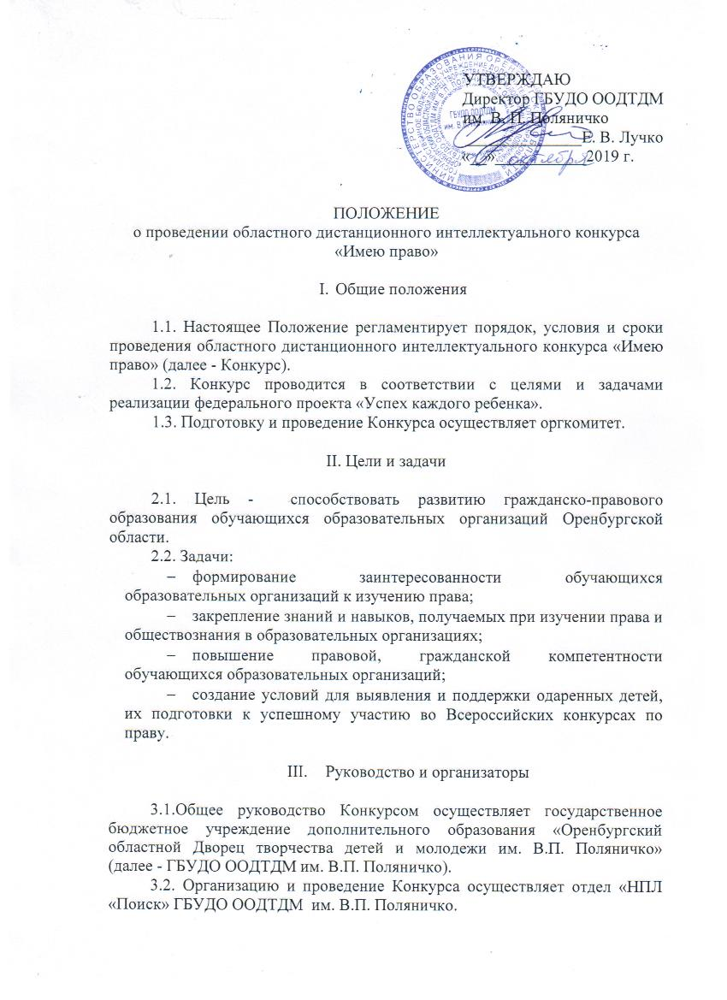 УТВЕРЖДАЮ
Директор ГБУДО ООДТДМ
им. В. П. Поляничко
Е. В. Лучко
октября 2019 г.
ПОЛОЖЕНИЕ
о проведении областного дистанционного интеллектуального конкурса
«Имею право»
I. Общие положения
1.1. Настоящее Положение регламентирует порядок, условия и сроки
проведения областного дистанционного интеллектуального конкурса «Имею
право» (далее - Конкурс).
1.2. Конкурс проводится в соответствии с целями и задачами
реализации федерального проекта «Успех каждого ребенка».
1.3. Подготовку и проведение Конкурса осуществляет оргкомитет.
II. Цели и задачи
2.1. Цель - способствовать развитию гражданско-правового
образования обучающихся образовательных организаций Оренбургской
области.
2.2. Задачи:
– формирование заинтересованности обучающихся
образовательных организаций к изучению права;
– закрепление знаний и навыков, получаемых при изучении права и
обществознания в образовательных организациях;
– повышение правовой, гражданской компетентности
обучающихся образовательных организаций;
– создание условий для выявления и поддержки одаренных детей,
их подготовки к успешному участию во Всероссийских конкурсах по
праву.
III. Руководство и организаторы
3.1.Общее руководство Конкурсом осуществляет государственное
бюджетное учреждение дополнительного образования «Оренбургский
областной Дворец творчества детей и молодежи им. В.П. Поляничко»
(далее - ГБУДО ООДТДМ им. В.П. Поляничко).
3.2. Организацию и проведение Конкурса осуществляет отдел «НПЛ
«Поиск» ГБУДО ООДТДМ им. В.П. Поляничко.